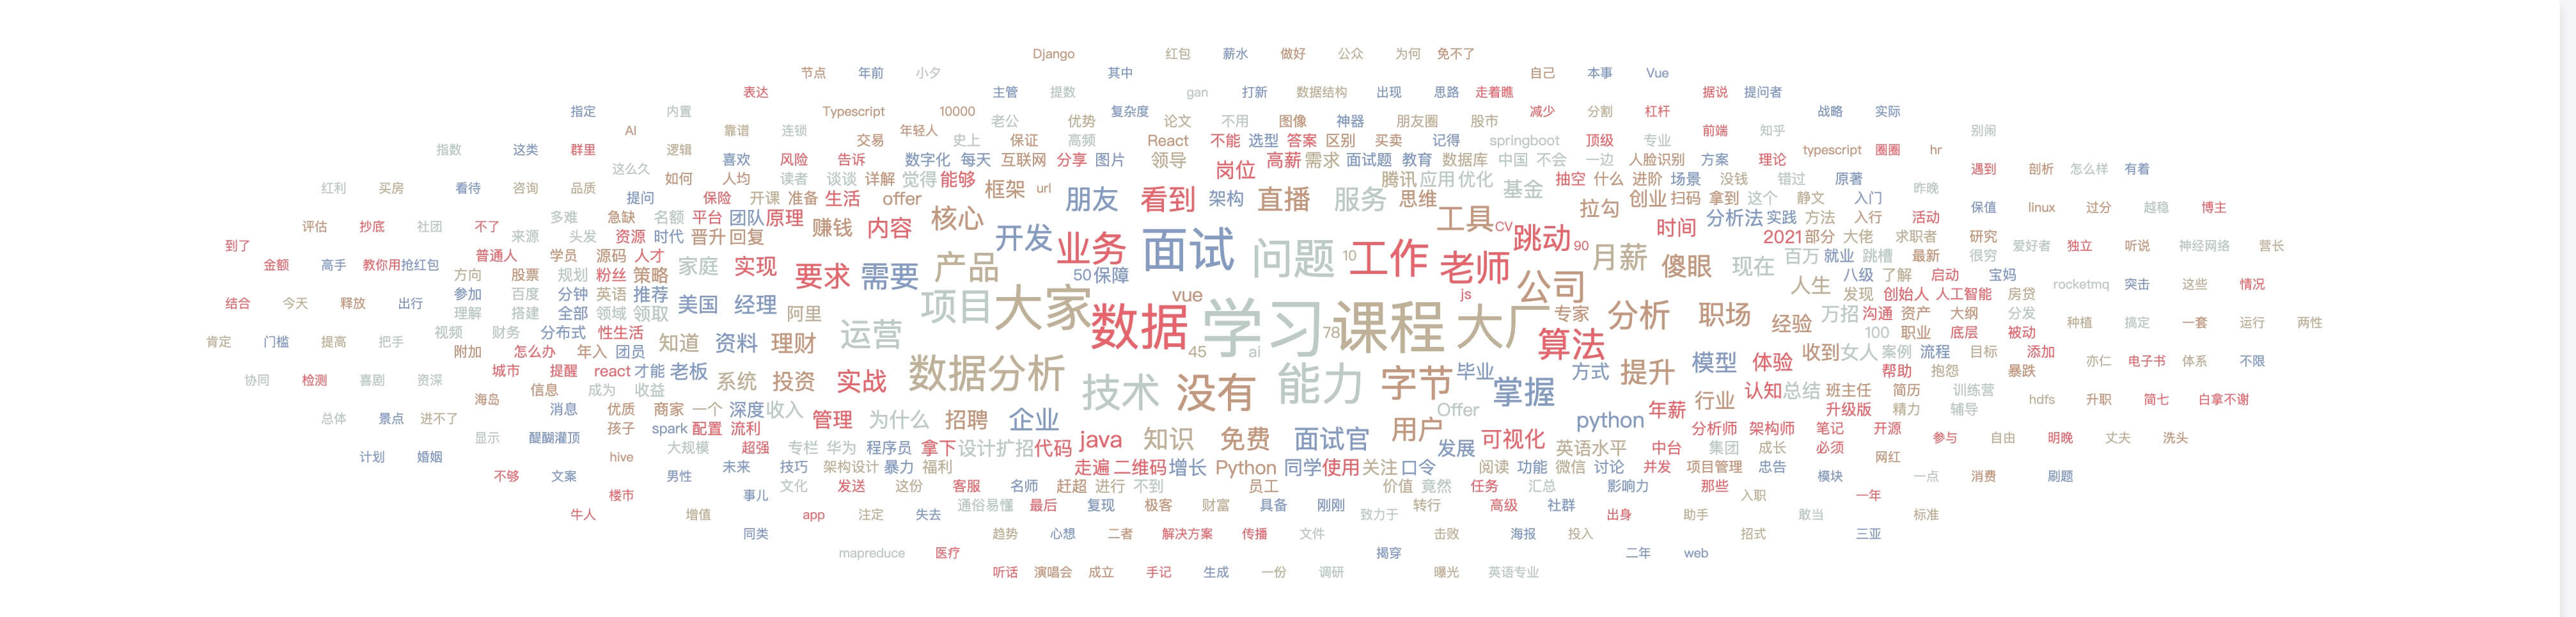 Django 红包 薪水 做好 公众 为何 免不了
节点 年前 小夕 其中 自己 本事 Vue
表达 主管 提数 gan 打新 数据结构 出现 思路 走着瞧 据说 提问者
指定 内置 Typescript 10000 复杂度 减少 分割 杠杆 战略 实际
老公 优势 论文 不用 图像 神器 朋友圈 股市
AI 靠谱 连锁 年轻人 前端 知乎 别闹
交易 史上 保证 高频 React 不能 选型 答案 区别 买卖 记得 springboot 顶级 专业
指数 这类 群里 逻辑 typescript 圈圈 hr
喜欢 风险 告诉 数字化 每天 互联网 分享 图片 领导 高薪 需求 面试题 教育 数据库 中国 不会 一边 人脸识别 方案 理论
这么久 岗位 遇到 剖析 怎么样 有着
如何 人均 读者 谈谈 详解 觉得 能够 腾讯 应用 优化 抽空 什么 进阶 场景 没钱 错过 原著
红利 买房 看待 咨询 品质 框架 url 基金 昨晚
提问 保险 开课 准备 生活 offer 朋友 看到 架构 直播 服务 思维 创业 扫码 拿到 这个 静文 入门
拉勾 保值 linux 过分 越稳 博主
多难 急缺 名额 平台 团队 原理 核心 工具 分析法 实践 方法 入行 活动
评估 抄底 社团 不了 赚钱 内容 CV 时间
来源 头发 资源 时代 晋升 回复 开发 跳动 2021 部分 大佬 求职者 研究
到了 业务 面试 90 爱好者 独立 听说 神经网络 营长
普通人 学员 源码 人才 问题 10 工作 月薪 百万 就业 跳槽 最新 很穷
金额 高手 教你用 抢红包 家庭 实现 产品 老师 傻眼 现在
方向 股票 规划 粉丝 策略 要求 需要 50 保障 八级 了解 启动 宝妈
公司 人生 rocketmq 突击 这些 情况
参加 百度 分钟 英语 推荐 vue js 发现 创始人 人工智能 房贷
结合 今天 释放 出行 美国 经理 项目 大家
理解 搭建 全部 领域 领取 阿里 专家 分析 职场 万招 沟通 资产 大纲 分发
数据 学习 课程 大厂 经验 种植 搞定 一套 运行 两性
视频 财务 分布式 性生活 运营 78 100 职业 底层 被动
肯定 门槛 提高 把手 知道 资料 理财 算法
附加 怎么办 年入 团员 45 ai 收到 女人 案例 流程 目标 添加
模型 体验 亦仁 电子书 体系 不限
城市 提醒 react 才能 老板 数据分析 毕业 方式 提升 帮助 抱怨 暴跌
协同 检测 喜剧 资深 系统 投资 实战 能力 字节
信息 成为 收益 技术 没有 掌握 认知 总结 班主任 简历 训练营
海岛 行业 hdfs 升职 简七 白拿不谢
消息 优质 商家 一个 深度 收入 Offer 年薪 升级版 精力 辅导
总体 景点 进不了 管理 为什么 招聘 企业 python
孩子 spark 配置 流利 用户 分析师 架构师 笔记 开源
显示 醍醐灌顶 java 知识 免费 面试官 可视化 参与 自由 明晚 丈夫 洗头
大规模 超强 专栏 华为 程序员 拿下 设计 扩招 代码 发展 英语水平 中台 集团 成长 必须
计划 婚姻 hive 网红
未来 技巧 架构设计 暴力 福利 走遍 二维码 增长 Python 同学 使用 关注 口令 阅读 功能 微信 讨论 并发 项目管理 忠告
不够 文案 男性 模块 一点 消费 刷题
文化 发送 这份 客服 名师 赶超 进行 不到 员工 价值 竟然 任务 汇总 影响力 那些
楼市 事儿 入职 一年
通俗易懂 最后 复现 极客 财富 具备 刚刚 转行 高级 社群
牛人 增值 app 注定 失去 致力于 出身 助手 敢当 标准
同类 趋势 心想 二者 解决方案 传播 文件 击败 海报 投入 招式 三亚
mapreduce 医疗 揭穿 二年 web
听话 演唱会 成立 手记 生成 一份 调研 曝光 英语专业